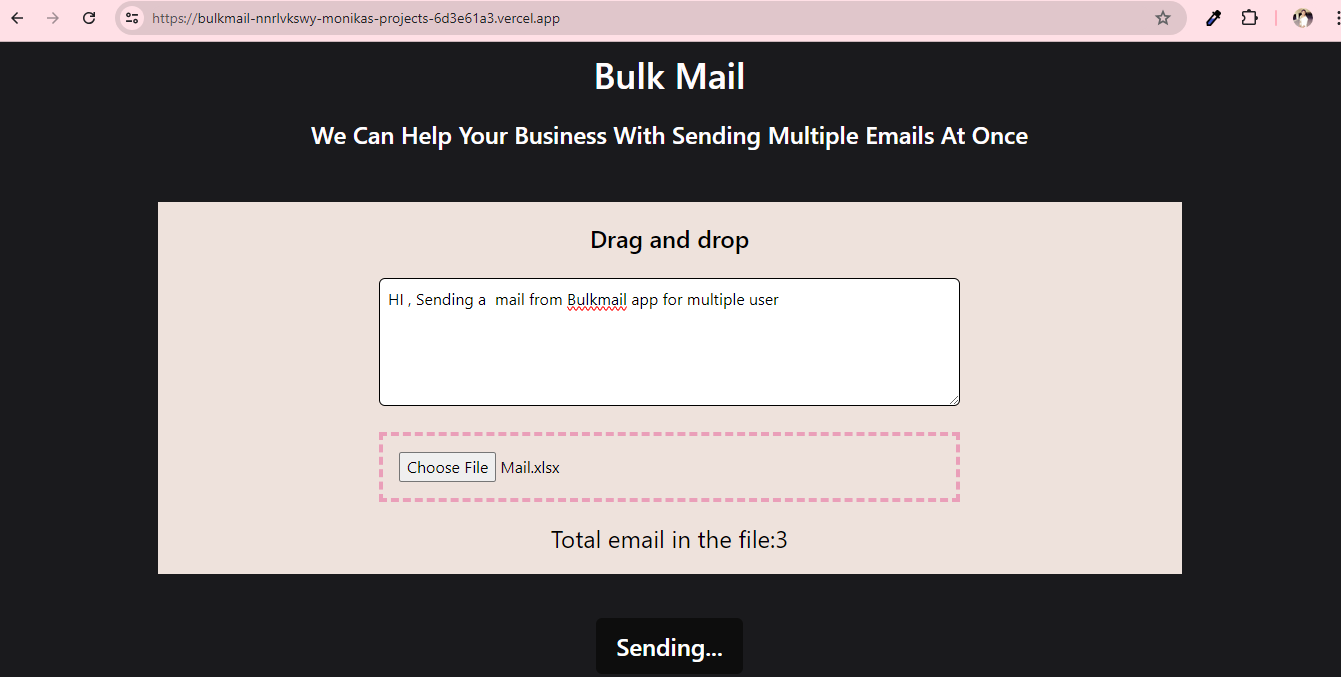 https://bulkmail-nnrlvkswy-monikas-projects-6d3e61a3.vercel.app
Bulk Mail
We Can Help Your Business With Sending Multiple Emails At Once
Drag and drop
HI , Sending a  mail from Bulkmail app for multiple user
Choose File Mail.xlsx
Total email in the file:3
Sending...